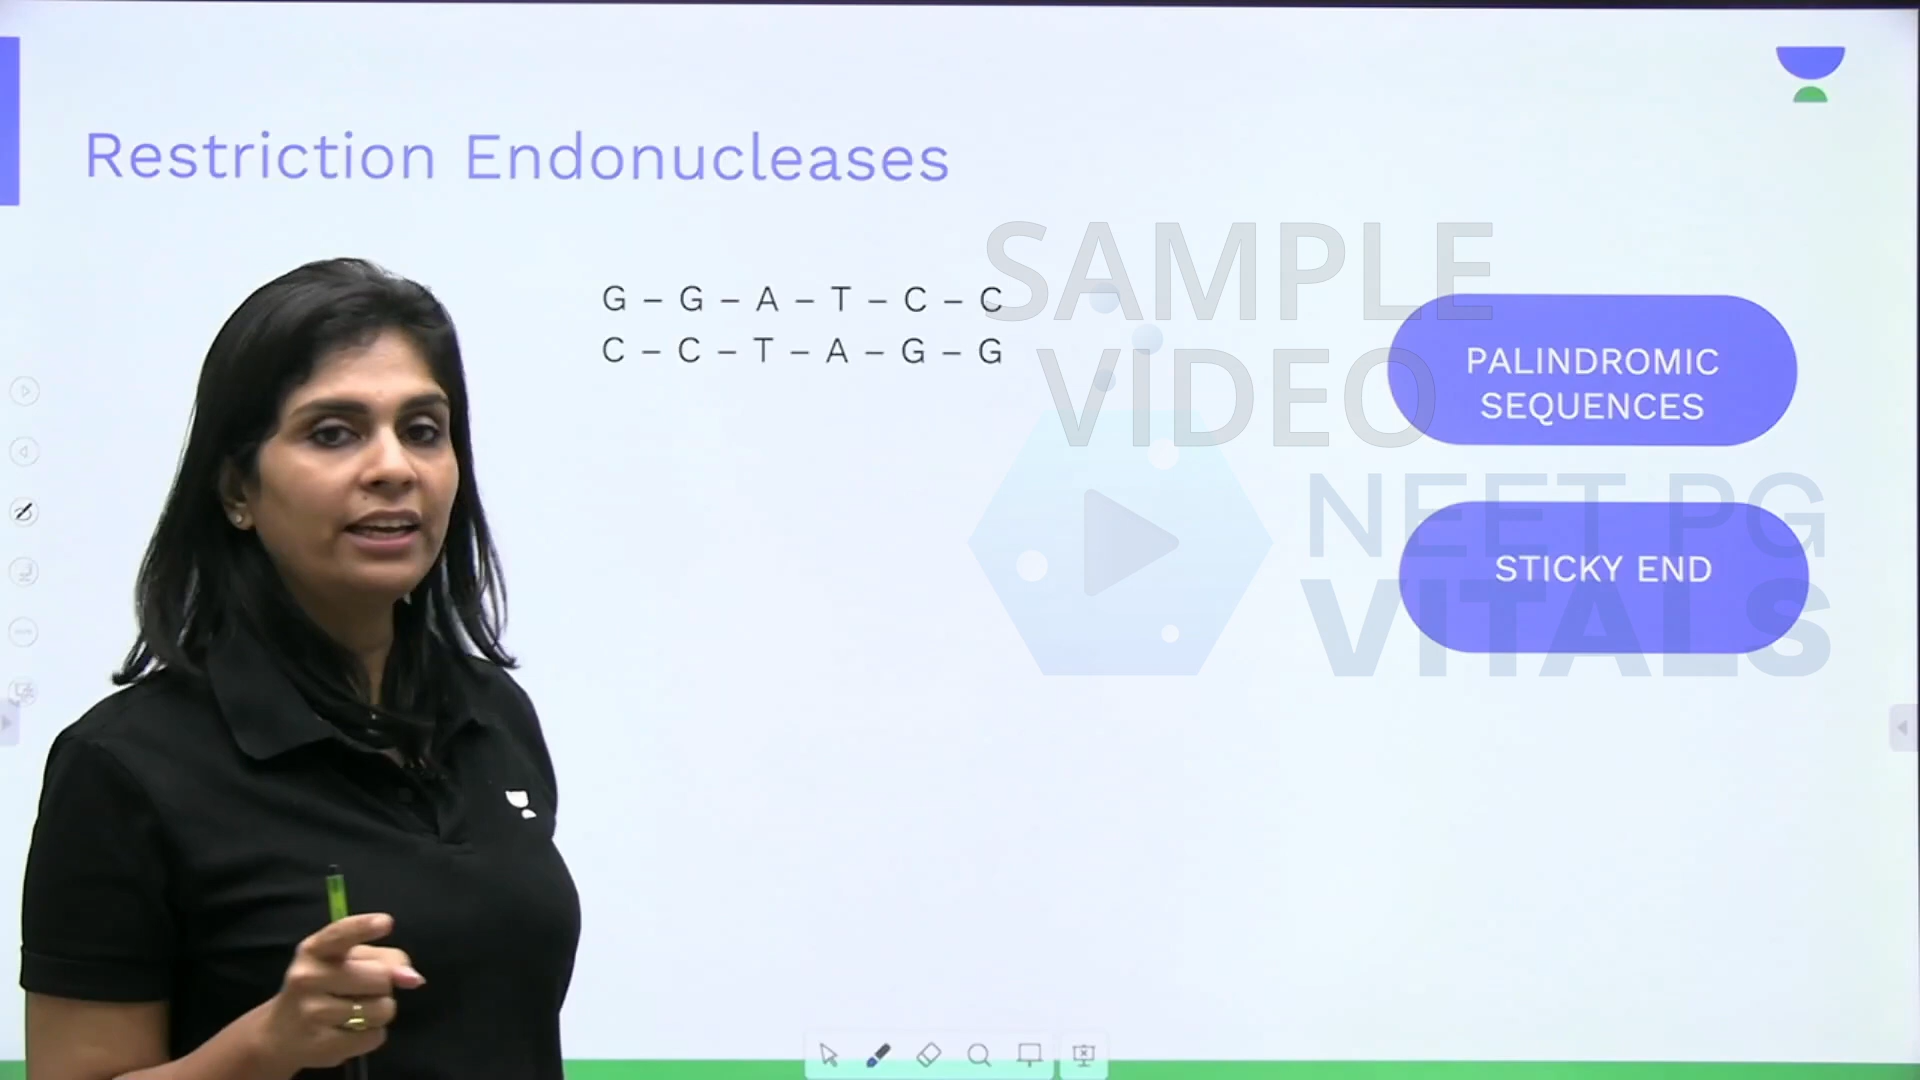 Restriction Endonucleases
G – G – A – T – C – C
C – C – T – A – G – G
SAMPLE
VIDEO
PALINDROMIC
SEQUENCES
NEET PG
VITALS
STICKY END